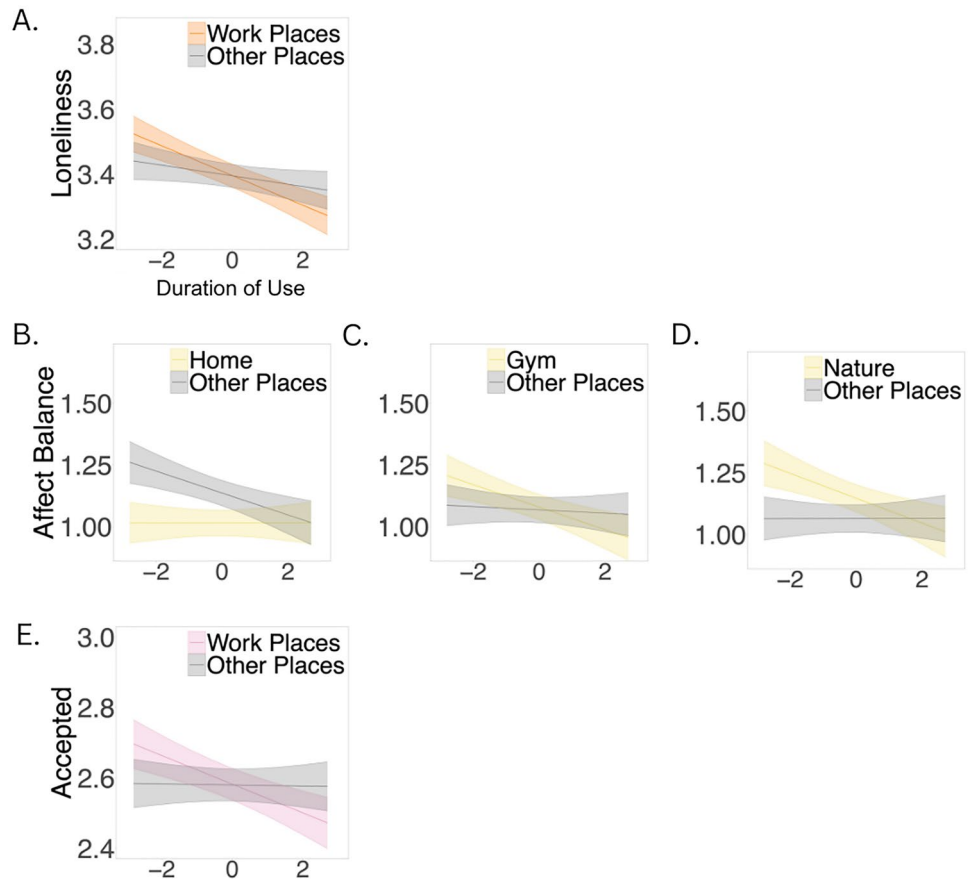 A.
Work Places
Other Places
Loneliness
3.8
3.6
3.4
3.2
−2 0 2
Duration of Use
B.
Home
Other Places
Affect Balance
1.50
1.25
1.00
−2 0 2
C.
Gym
Other Places
1.50
1.25
1.00
−2 0 2
D.
Nature
Other Places
1.50
1.25
1.00
−2 0 2
E.
Work Places
Other Places
Accepted
3.0
2.8
2.6
2.4
−2 0 2